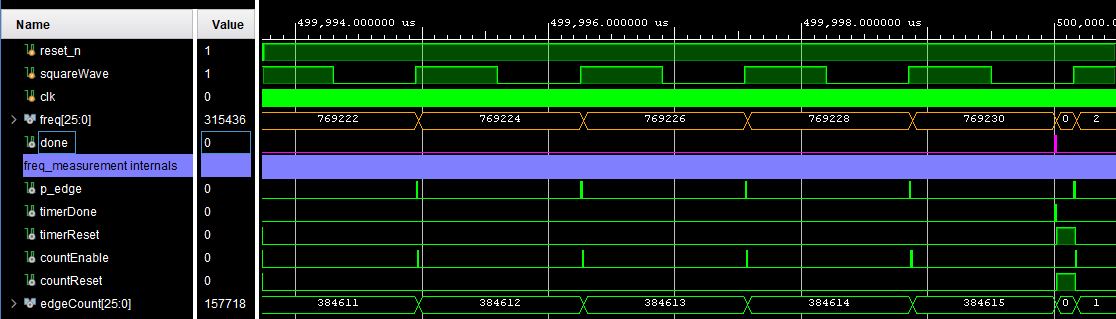 Name Value 499,994.000000 us 499,996.000000 us 499,998.000000 us 500,000.
reset_n 1
squareWave 1
clk 0
freq[25:0] 315436 769222 769224 769226 769228 769230 0 2
done 0
freq_measurement internals
p_edge 0
timerDone 0
timerReset 0
countEnable 0
countReset 0
edgeCount[25:0] 157718 384611 384612 384613 384614 384615 0 1